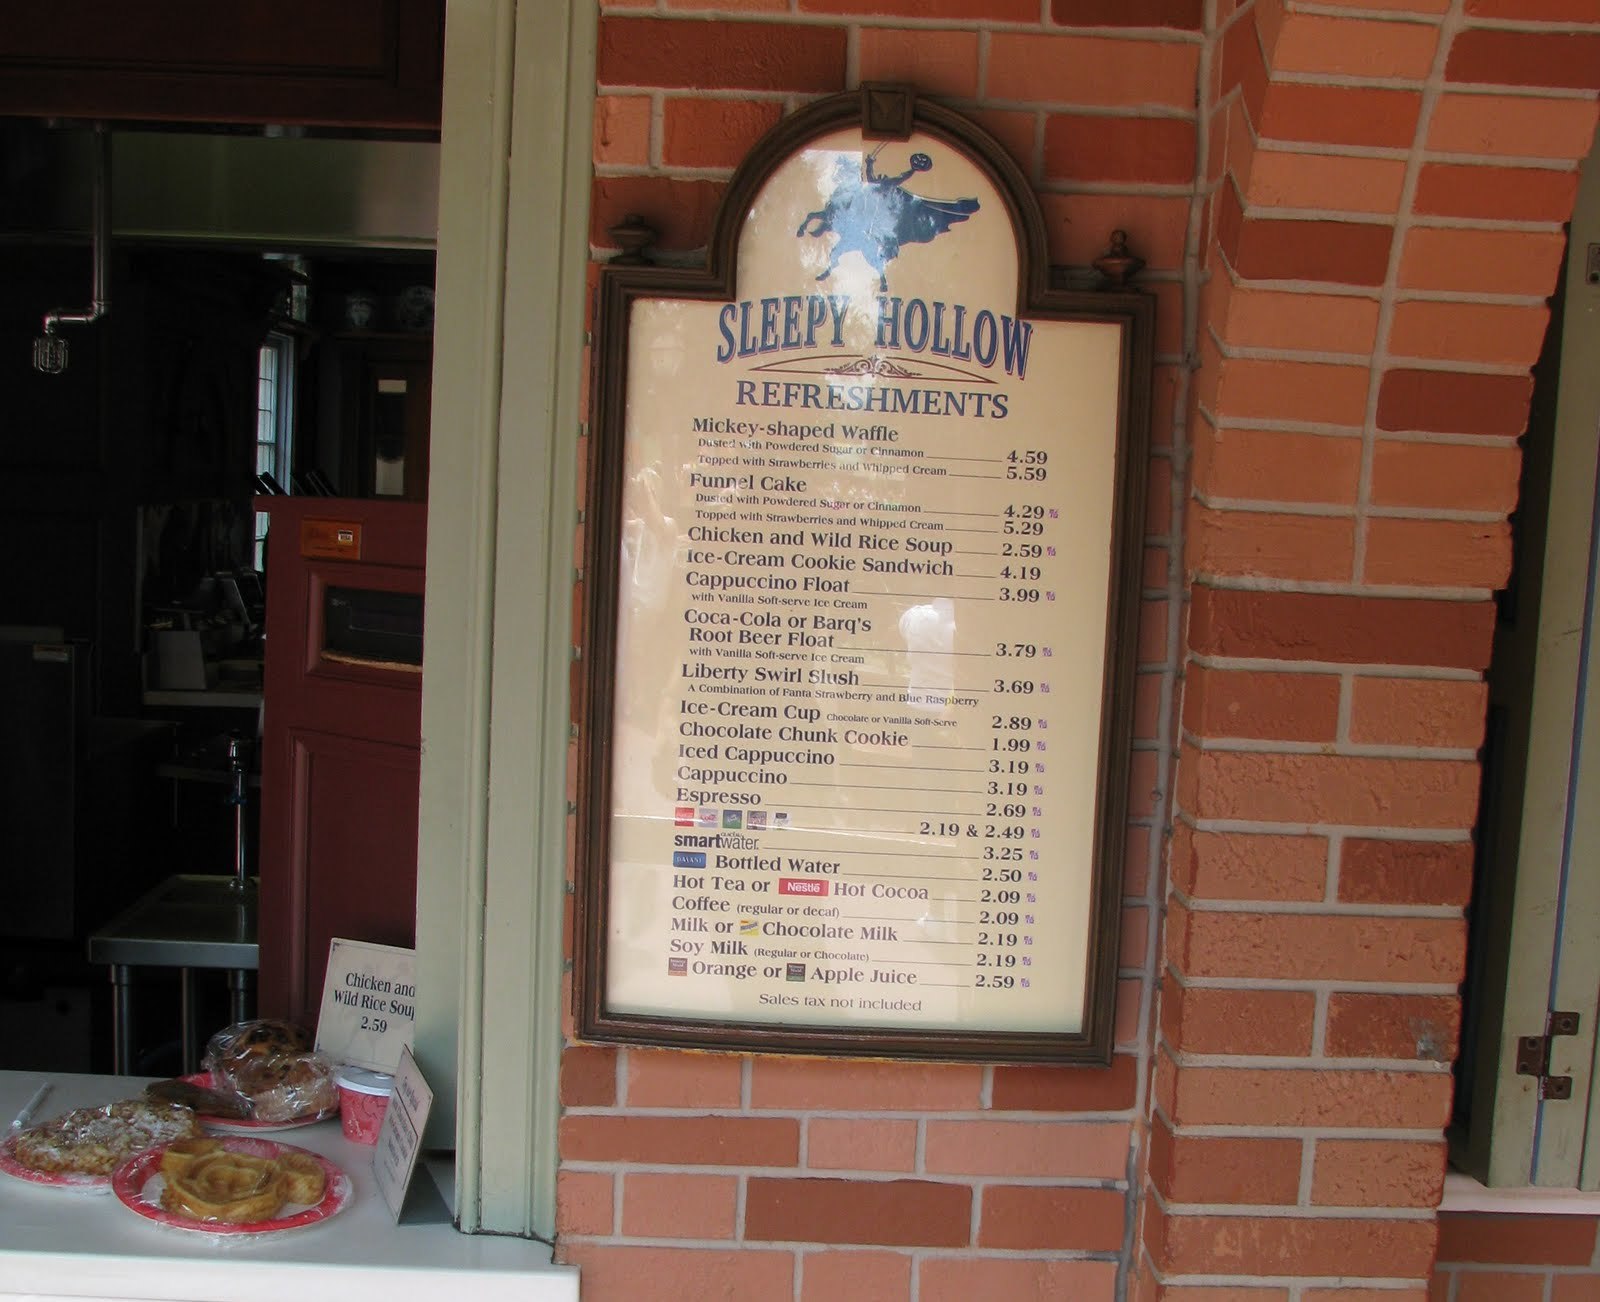 SLEEPY HOLLOW
REFRESHMENTS
Mickey-shaped Waffle
Dusted with Powdered Sugar or Cinnamon 4.59
Topped with Strawberries and Whipped Cream 5.59
Funnel Cake
Dusted with Powdered Sugar or Cinnamon 4.29
Topped with Strawberries and Whipped Cream 5.29
Chicken and Wild Rice Soup 2.59
Ice-Cream Cookie Sandwich 4.19
Cappuccino Float 3.99
with Vanilla Soft-serve Ice Cream
Coca-Cola or Barq's
Root Beer Float 3.79
with Vanilla Soft-serve Ice Cream
Liberty Swirl Slush 3.69
A Combination of Fanta Strawberry and Blue Raspberry
Ice-Cream Cup Chocolate or Vanilla Soft-Serve 2.89
Chocolate Chunk Cookie 1.99
Iced Cappuccino 3.19
Cappuccino 3.19
Espresso 2.69
2.19 & 2.49
smartwater 3.25
DASANI Bottled Water 2.50
Hot Tea or Nestlé Hot Cocoa 2.09
Coffee (regular or decaf) 2.09
Milk or Chocolate Milk 2.19
Soy Milk (Regular or Chocolate) 2.19
Orange or Apple Juice 2.59
Sales tax not included
Chicken and
Wild Rice Soup
2.59